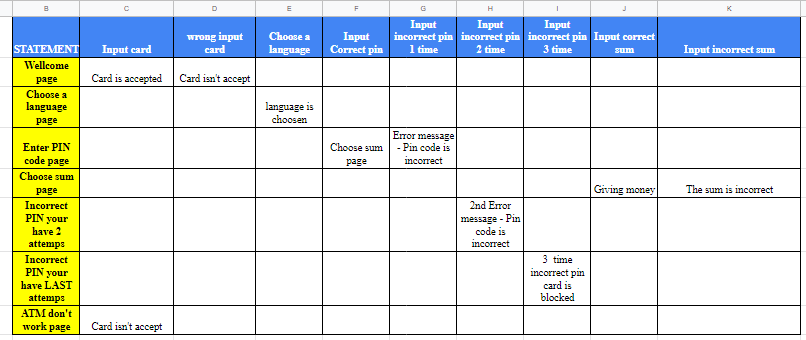 B C D E F G H I J K
STATEMENT Input card wrong input card Choose a language Input Correct pin Input incorrect pin 1 time Input incorrect pin 2 time Input incorrect pin 3 time Input correct sum Input incorrect sum
Wellcome page Card is accepted Card isn't accept
Choose a language page language is choosen
Enter PIN code page Choose sum page Error message - Pin code is incorrect
Choose sum page Giving money The sum is incorrect
Incorrect PIN your have 2 attemps 2nd Error message - Pin code is incorrect
Incorrect PIN your have LAST attemps 3 time incorrect pin card is blocked
ATM don't work page Card isn't accept